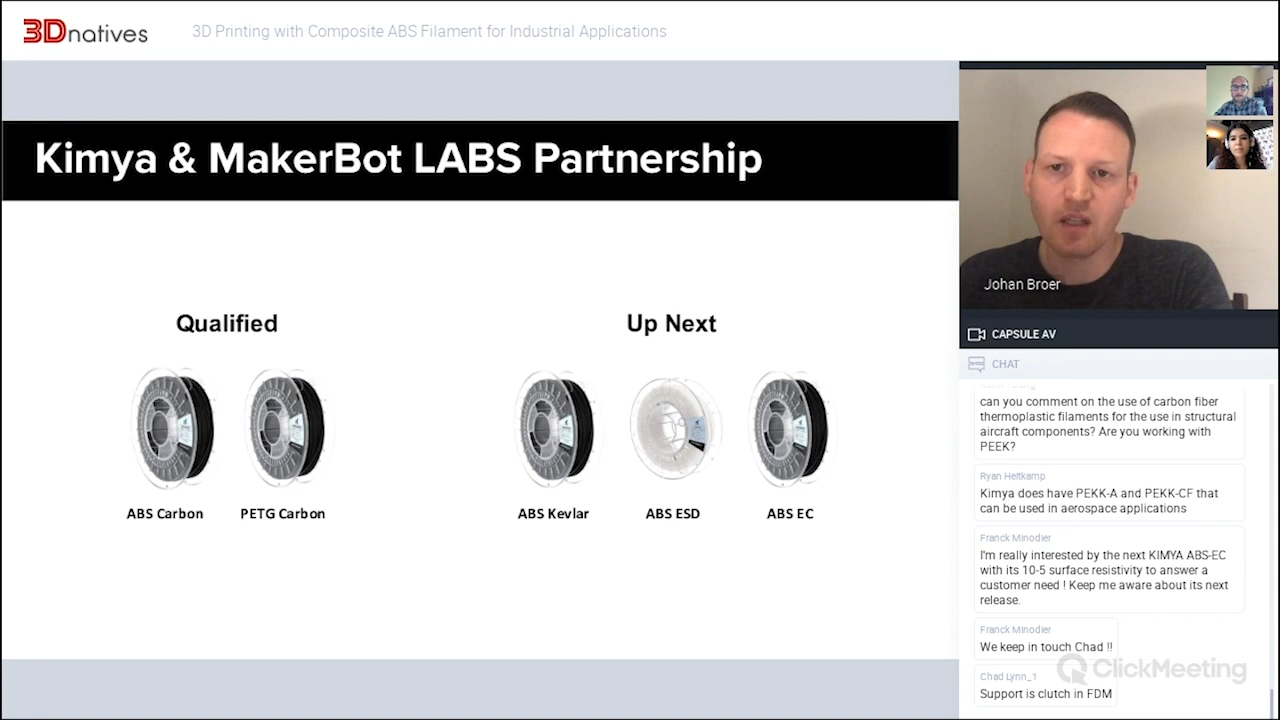 3Dnatives
3D Printing with Composite ABS Filament for Industrial Applications
Kimya & MakerBot LABS Partnership
Qualified
Up Next
ABS Carbon
PETG Carbon
ABS Kevlar
ABS ESD
ABS EC
Johan Broer
CAPSULE AV
CHAT
can you comment on the use of carbon fiber
thermoplastic filaments for the use in structural
aircraft components? Are you working with
PEEK?
Ryan Heitkamp
Kimya does have PEKK-A and PEKK-CF that
can be used in aerospace applications
Franck Minodier
I'm really interested by the next KIMYA ABS-EC
with its 10-5 surface resistivity to answer a
customer need ! Keep me aware about its next
release.
Franck Minodier
We keep in touch Chad !!
ClickMeeting
Chad Lynn_1
Support is clutch in FDM